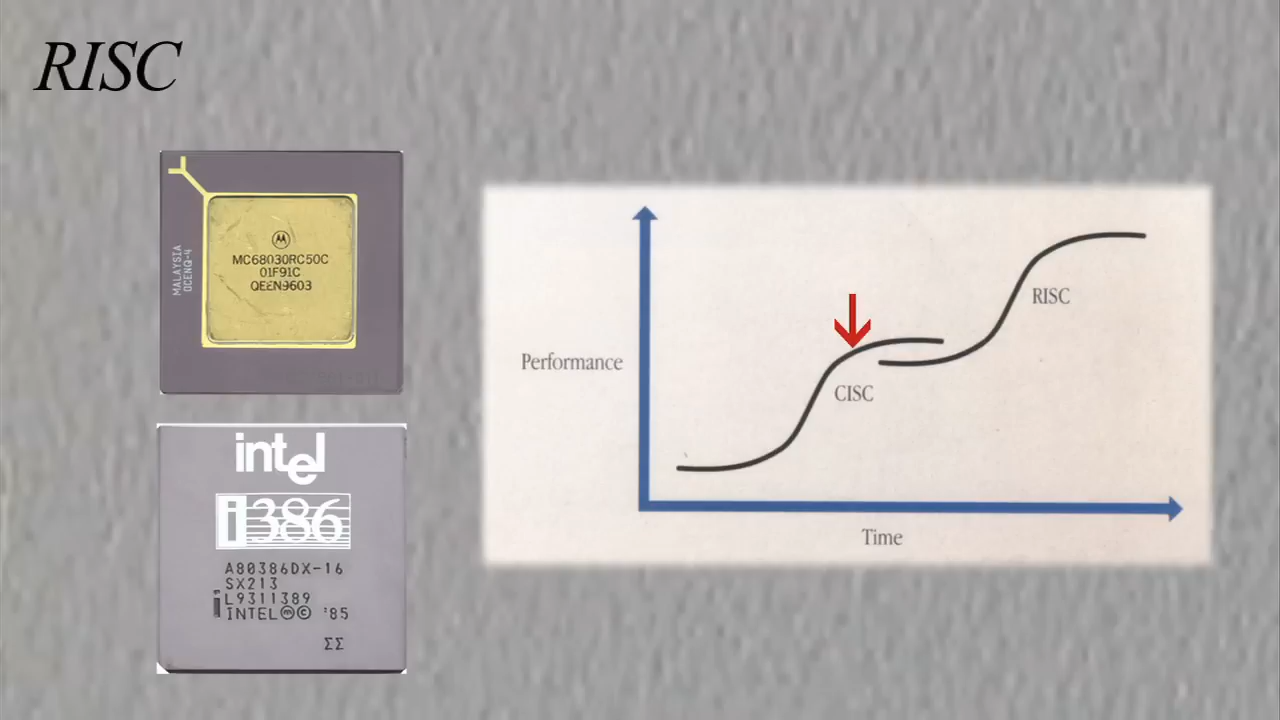 RISC
MALAYSIA
QCENQ-4
MC68030RC50C
01F91C
QEEN9603
intel
i386
A80386DX-16
SX213
L9311389
INTEL Ⓜ © '85
ΣΣ
Performance
CISC
RISC
Time